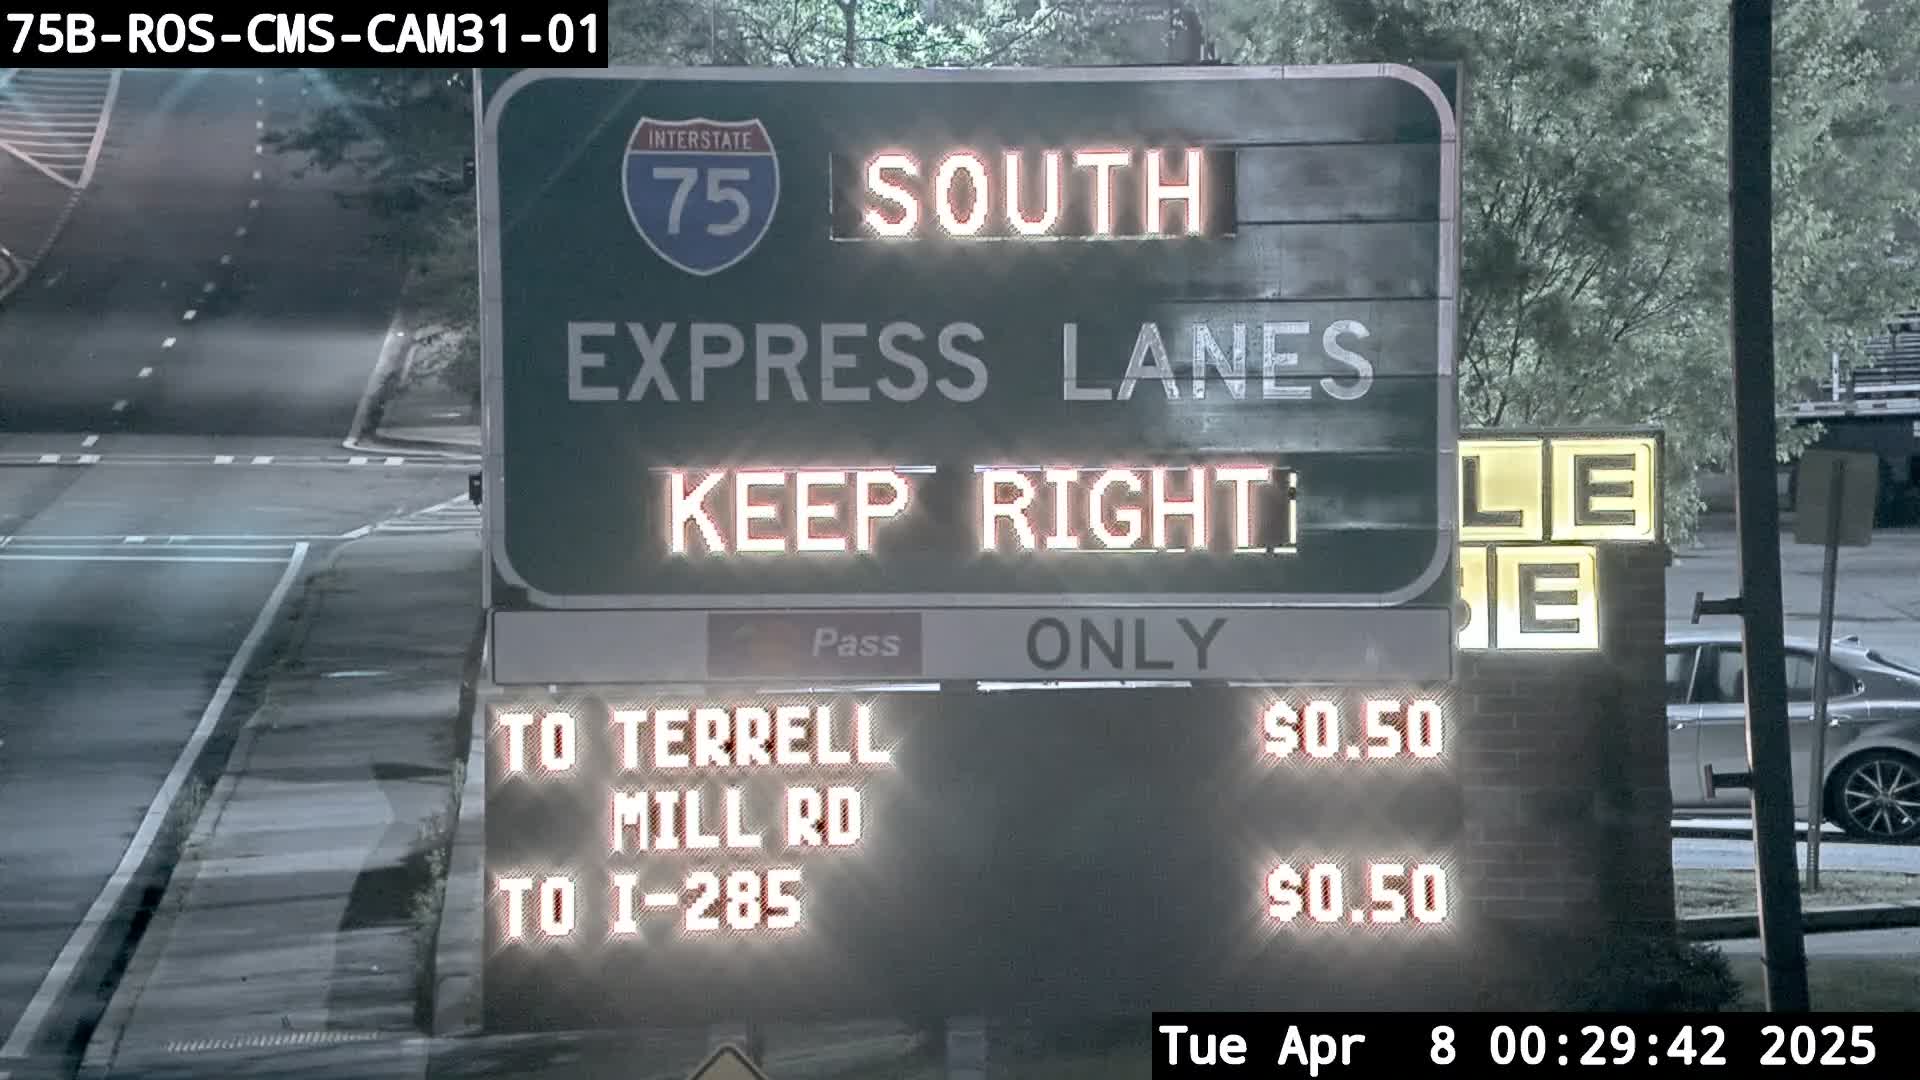 75B-ROS-CMS-CAM31-01
INTERSTATE
75
SOUTH
EXPRESS LANES
KEEP RIGHT
Pass ONLY
TO TERRELL $0.50
MILL RD
TO I-285 $0.50
LE
E
Tue Apr 8 00:29:42 2025